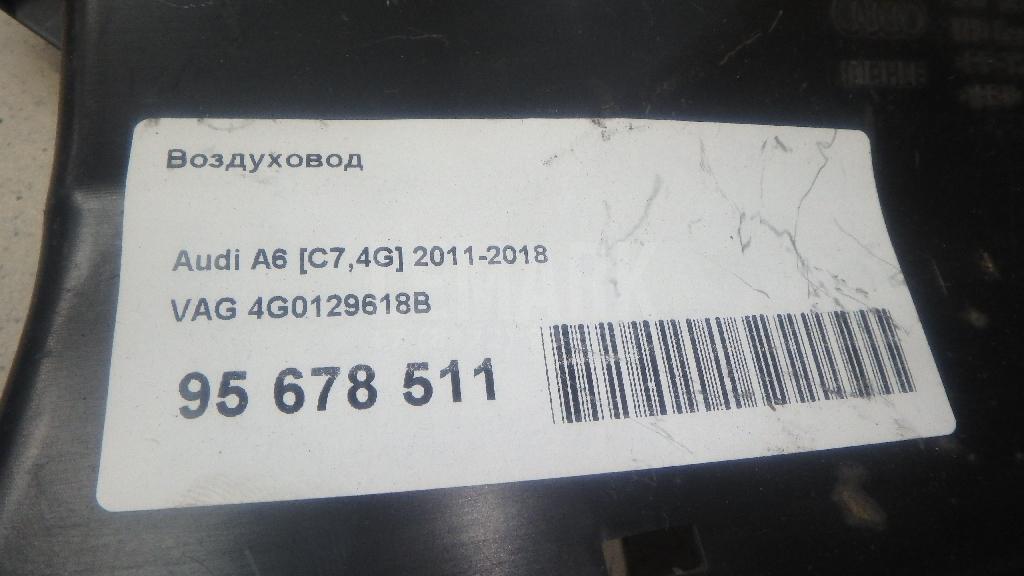 Воздуховод
Audi A6 [C7,4G] 2011-2018
VAG 4G0129618B
95 678 511